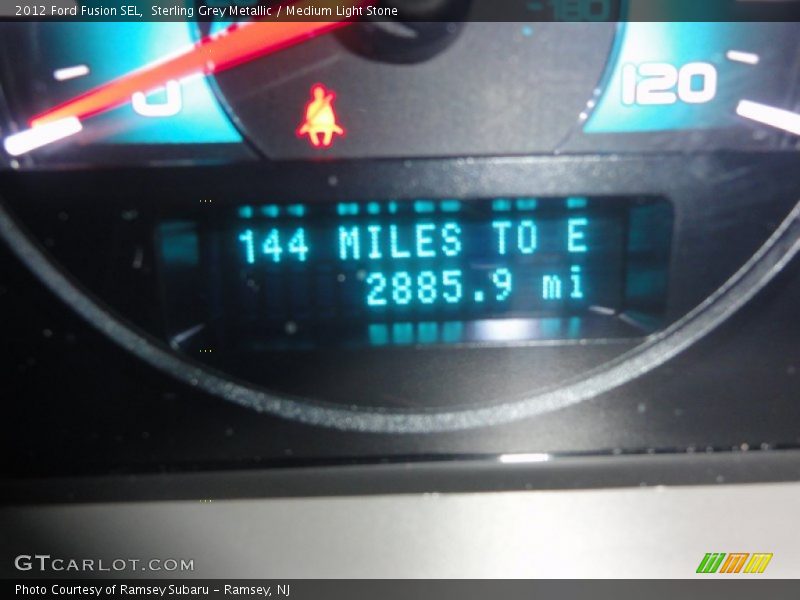 2012 Ford Fusion SEL, Sterling Grey Metallic / Medium Light Stone
120
144 MILES TO E
2885.9 mi
GTCARLOT.COM
Photo Courtesy of Ramsey Subaru - Ramsey, NJ